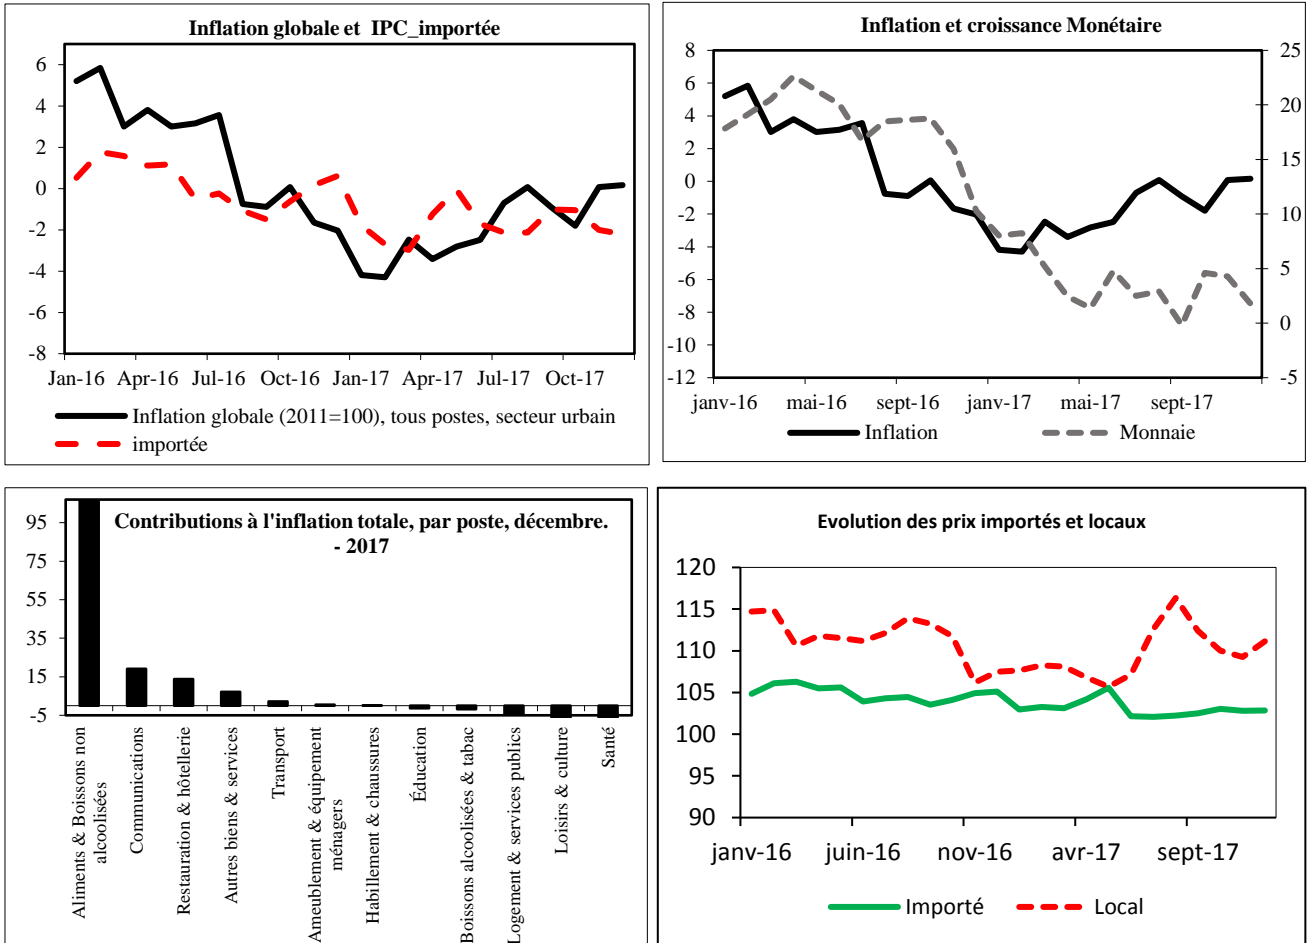 Inflation globale et IPC_importée
6
4
2
0
-2
-4
-6
-8
Jan-16 Apr-16 Jul-16 Oct-16 Jan-17 Apr-17 Jul-17 Oct-17
Inflation globale (2011=100), tous postes, secteur urbain
importée
Inflation et croissance Monétaire
8
6
4
2
0
-2
-4
-6
-8
-10
-12
25
20
15
10
5
0
-5
janv-16 mai-16 sept-16 janv-17 mai-17 sept-17
Inflation Monnaie
Contributions à l'inflation totale, par poste, décembre.
- 2017
95
75
55
35
15
-5
Aliments & Boissons non
alcoolisées
Communications
Restauration & hôtellerie
Autres biens & services
Transport
Ameublement & équipement
ménagers
Habillement & chaussures
Éducation
Boissons alcoolisées & tabac
Logement & services publics
Loisirs & culture
Santé
Evolution des prix importés et locaux
120
115
110
105
100
95
90
janv-16 juin-16 nov-16 avr-17 sept-17
Importé Local